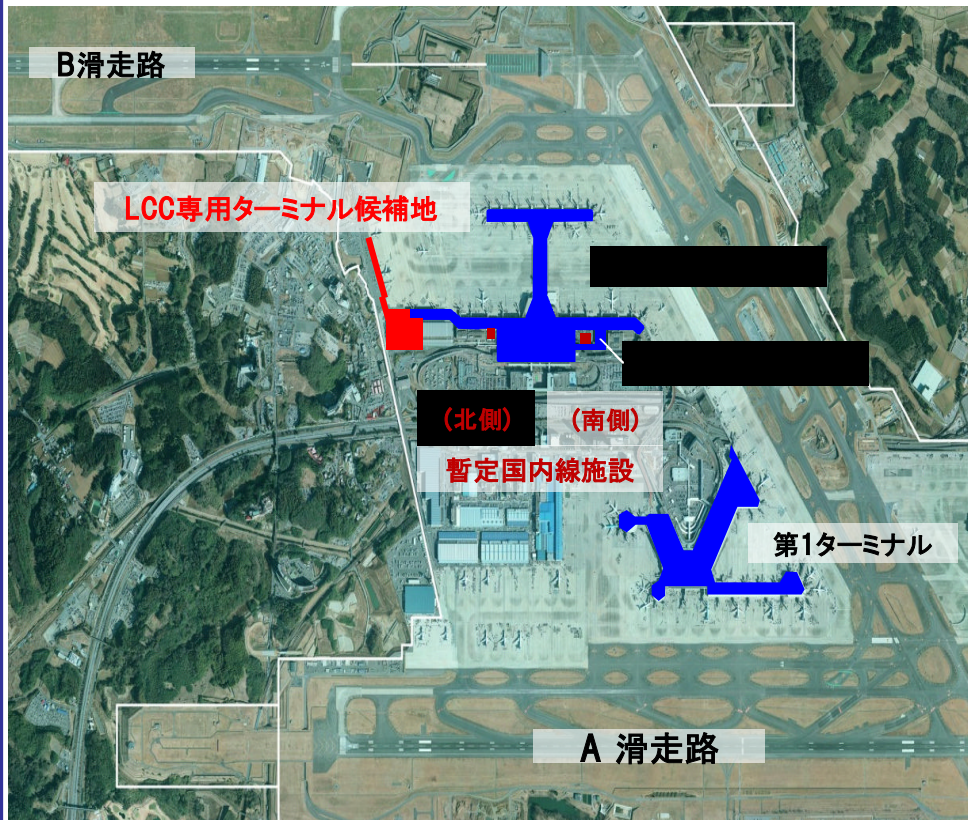 B滑走路
LCC専用ターミナル候補地
(北側)
(南側)
暫定国内線施設
第1ターミナル
A 滑走路